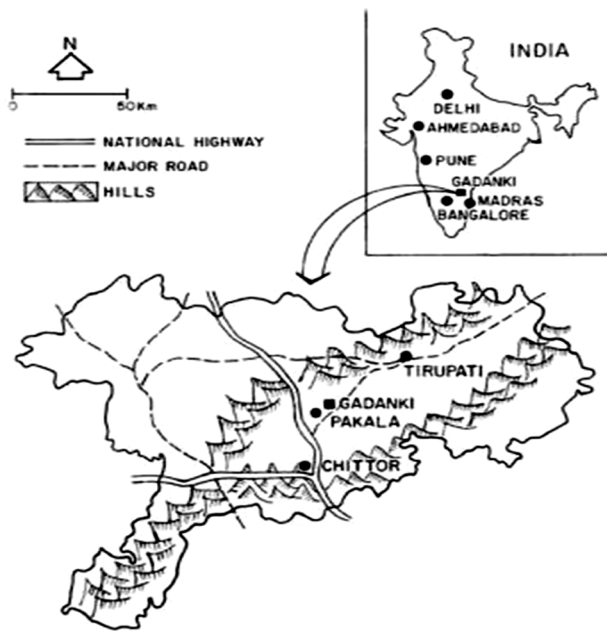 N
0 50 Km
NATIONAL HIGHWAY
MAJOR ROAD
HILLS
INDIA
DELHI
AHMEDABAD
PUNE
GADANKI
MADRAS
BANGALORE
TIRUPATI
GADANKI
PAKALA
CHITTOR